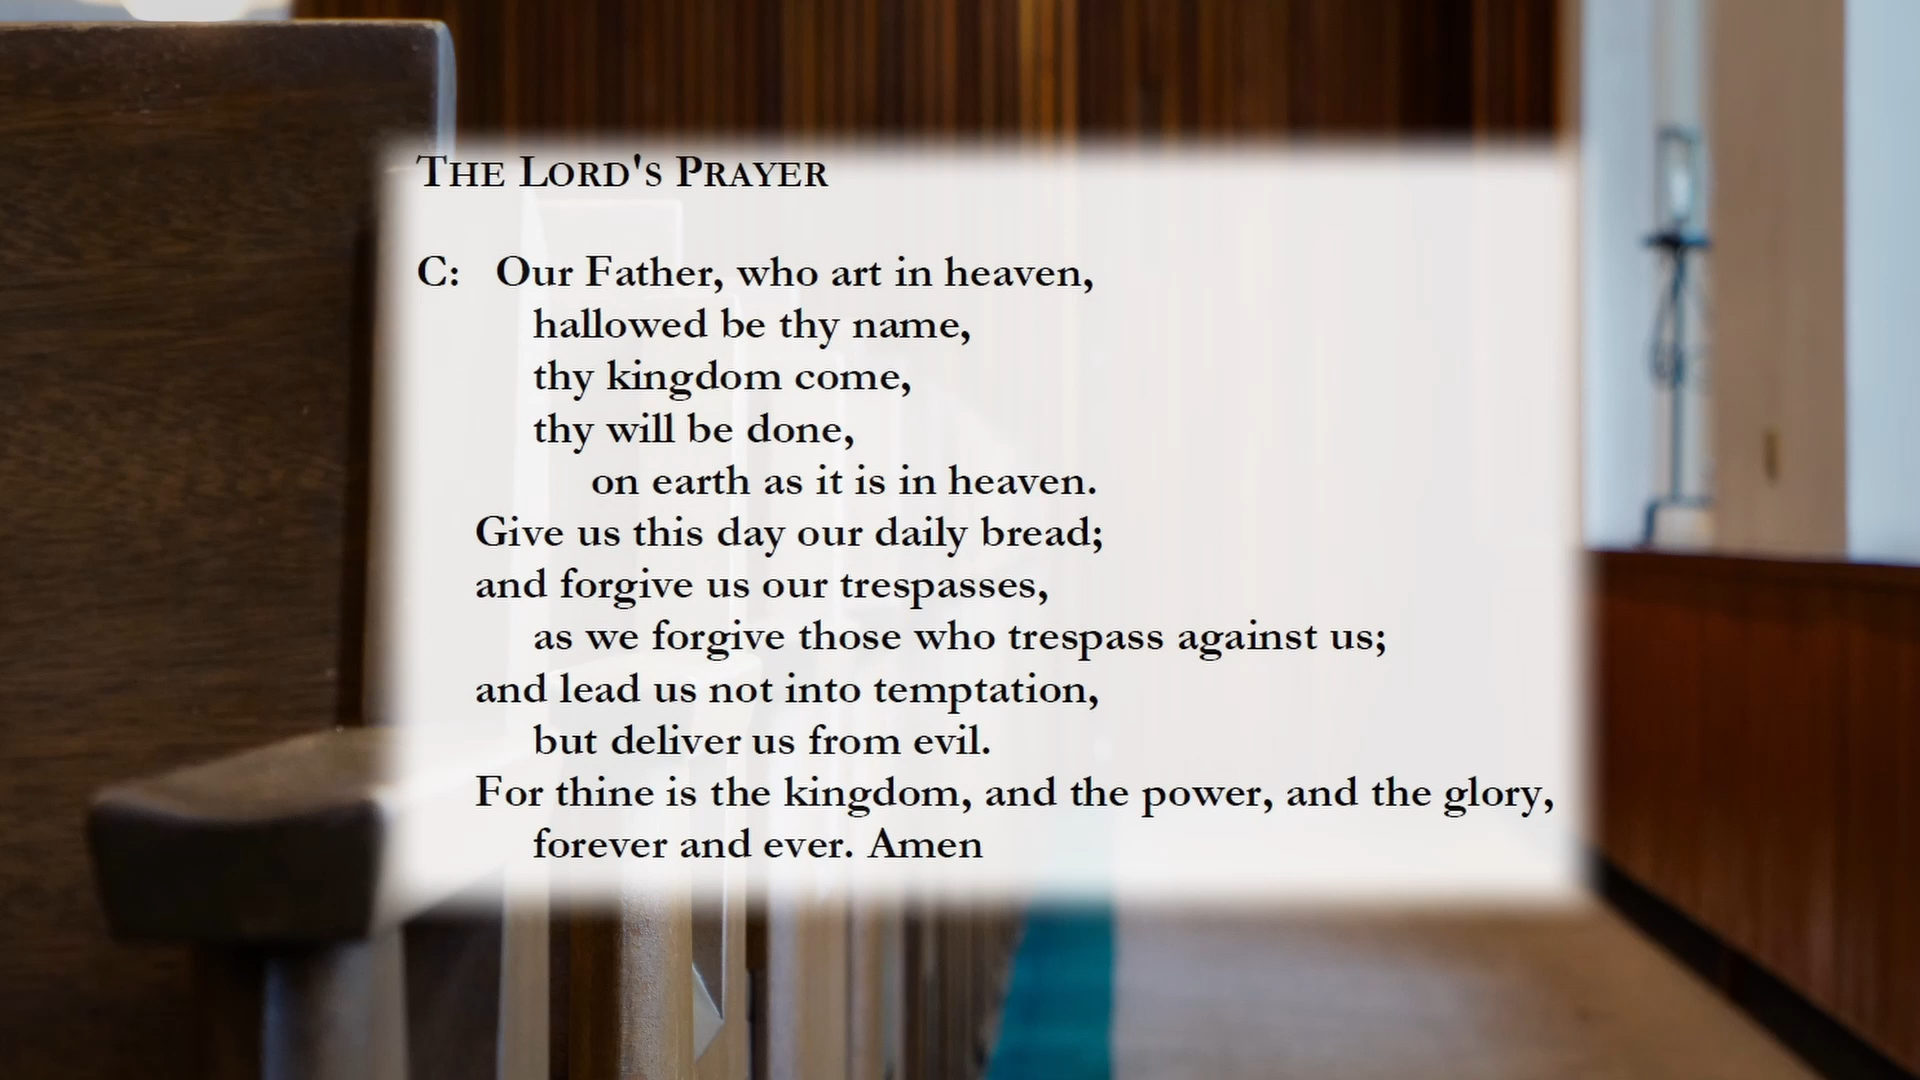 The Lord's Prayer
C: Our Father, who art in heaven,
hallowed be thy name,
thy kingdom come,
thy will be done,
on earth as it is in heaven.
Give us this day our daily bread;
and forgive us our trespasses,
as we forgive those who trespass against us;
and lead us not into temptation,
but deliver us from evil.
For thine is the kingdom, and the power, and the glory,
forever and ever. Amen